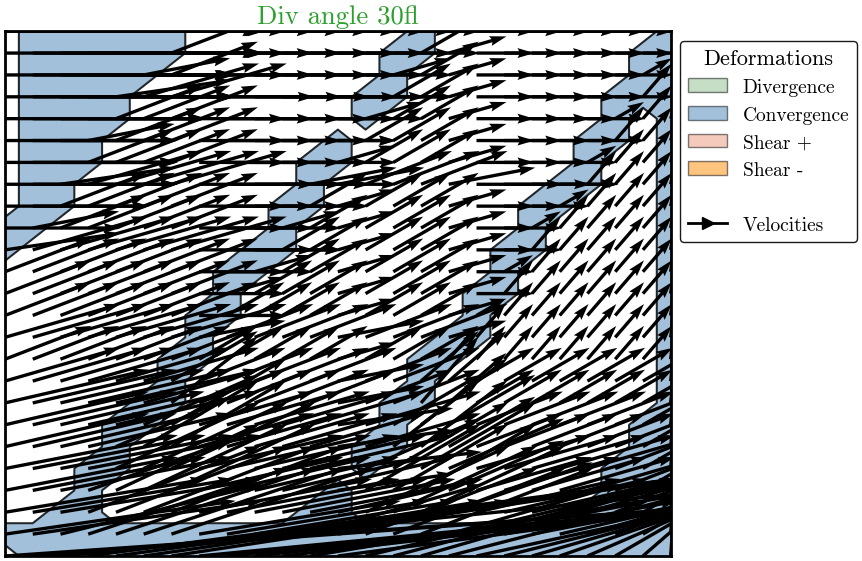 Div angle 30fl
Deformations
Divergence
Convergence
Shear +
Shear -
Velocities